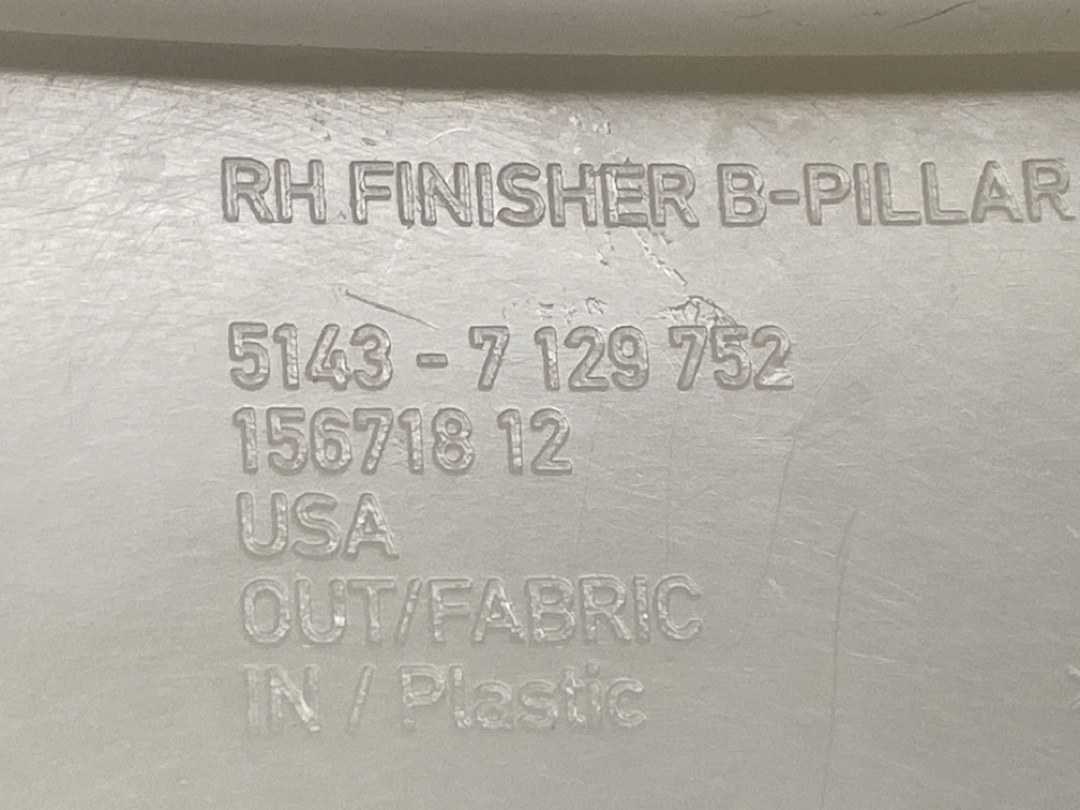 RH FINISHER B-PILLAR
5143 - 7 129 752
156718 12
USA
OUT/FABRIC
IN / Plastic